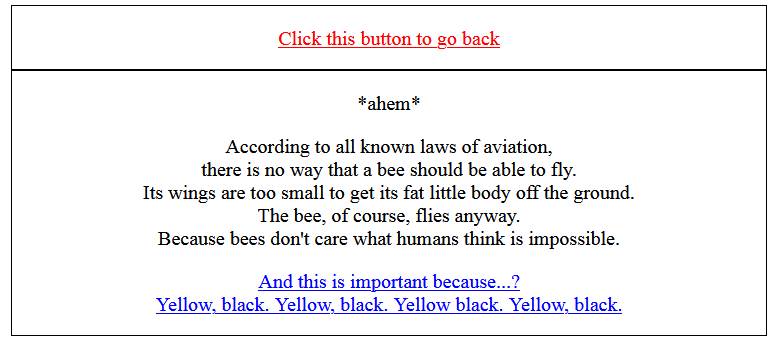 Click this button to go back
*ahem*
According to all known laws of aviation,
there is no way that a bee should be able to fly.
Its wings are too small to get its fat little body off the ground.
The bee, of course, flies anyway.
Because bees don't care what humans think is impossible.
And this is important because...?
Yellow, black. Yellow, black. Yellow black. Yellow, black.